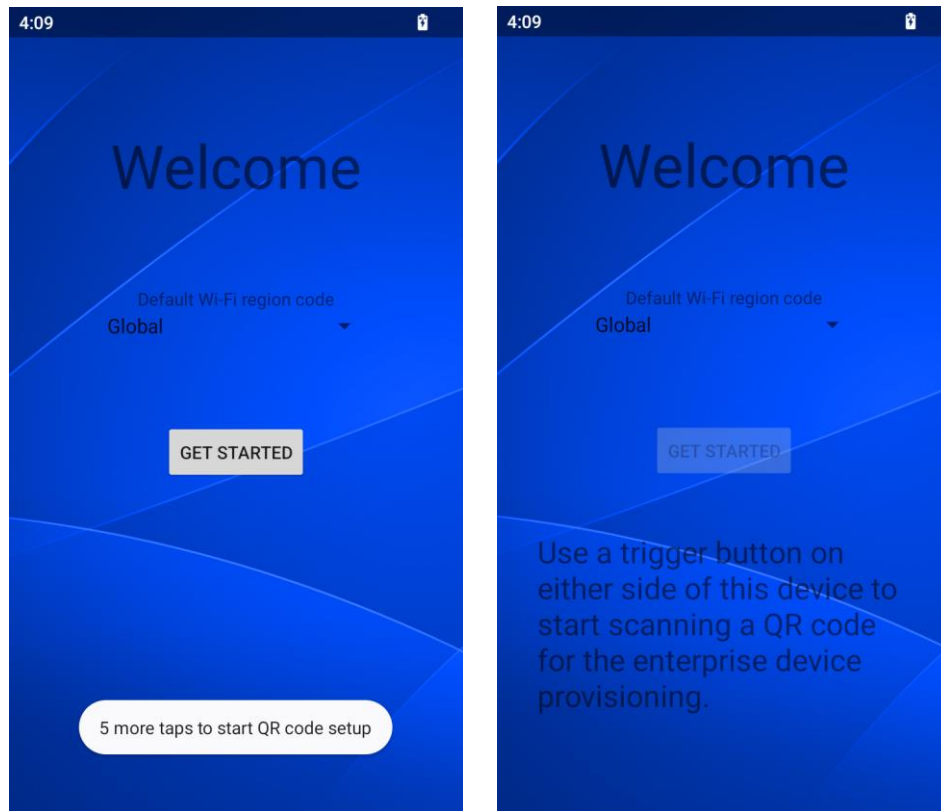 4:09
Welcome
Default Wi-Fi region code
Global
GET STARTED
5 more taps to start QR code setup
4:09
Welcome
Default Wi-Fi region code
Global
GET STARTED
Use a trigger button on
either side of this device to
start scanning a QR code
for the enterprise device
provisioning.